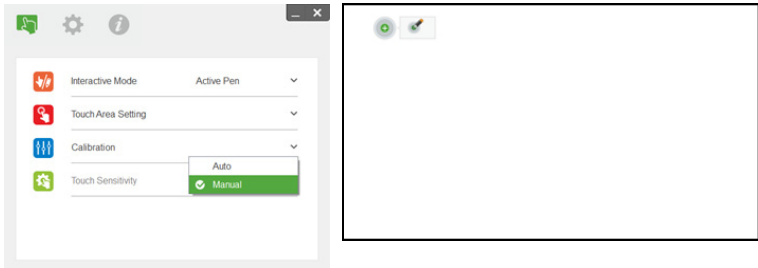 Interactive Mode Active Pen
Touch Area Setting
Calibration
Auto
Touch Sensitivity
Manual